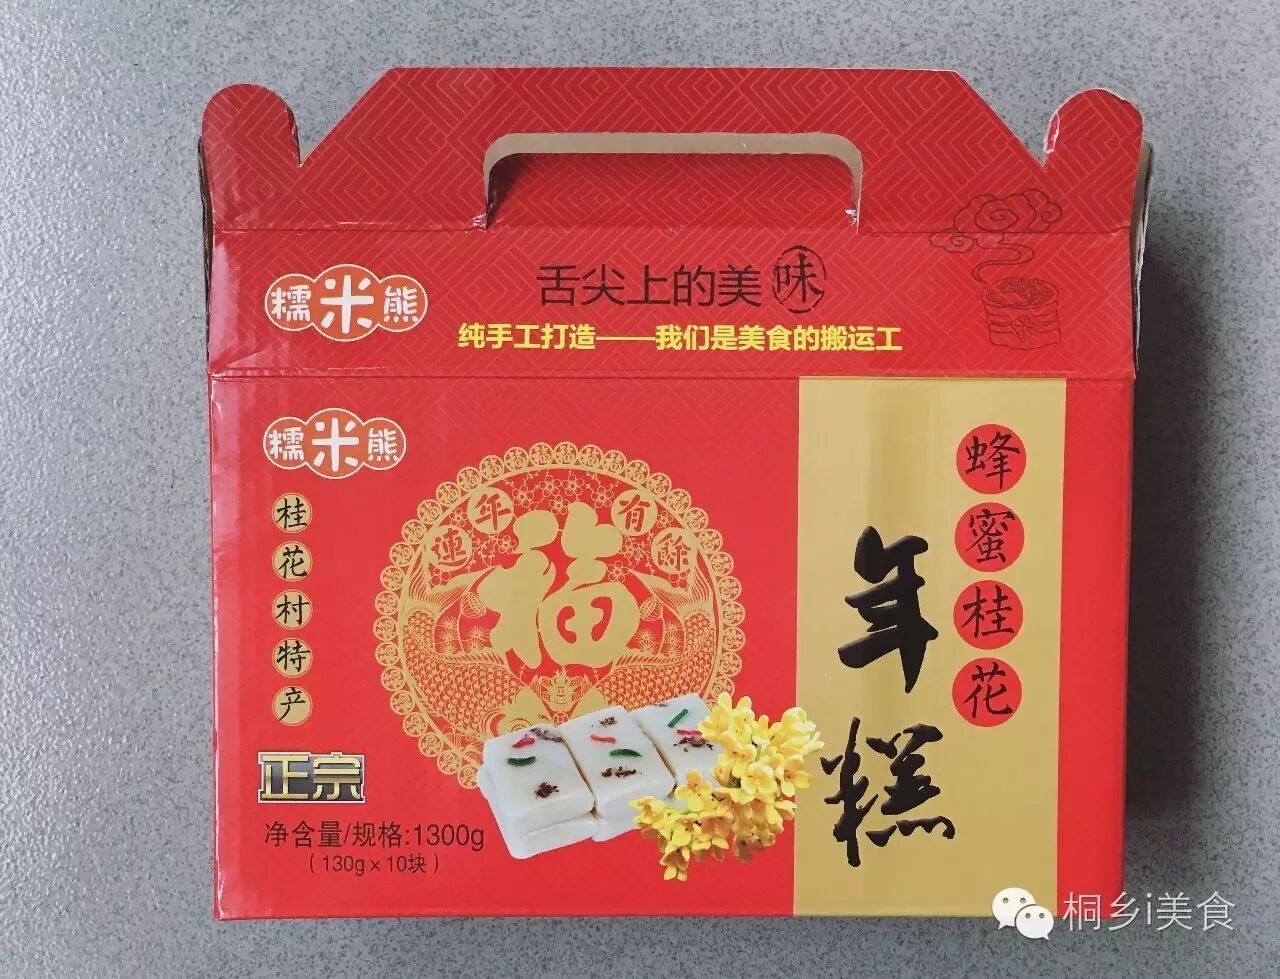 糯米熊
舌尖上的美味
纯手工打造——我们是美食的搬运工
糯米熊
桂花村特产
正宗
净含量/规格:1300g
(130g×10块)
連年有餘
福
蜂蜜桂花
年糕
桐乡i美食